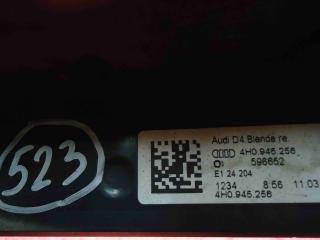 523
Audi D4 Blende re.
4H0.945.256
596652
E1 24 204
1234 8:56 11.03
4H0.945.256